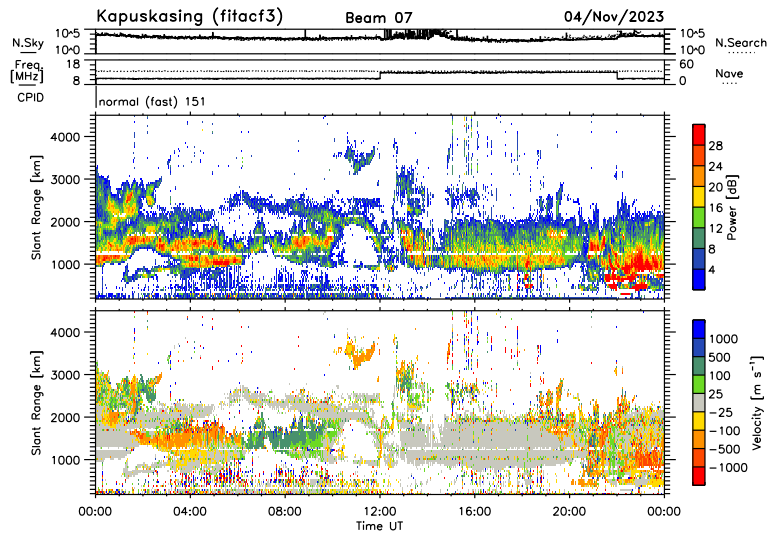 Kapuskasing (fitacf3) Beam 07 04/Nov/2023
N.Sky 10^5 10^0 10^5 10^0 N.Search
Freq. [MHz] 18 8 60 0 Nave
CPID normal (fast) 151
Slant Range [km] 4000 3000 2000 1000
28 24 20 16 12 8 4 Power [dB]
Slant Range [km] 4000 3000 2000 1000
1000 500 100 25 −25 −100 −500 −1000 Velocity [m s⁻¹]
00:00 04:00 08:00 12:00 16:00 20:00 00:00
Time UT